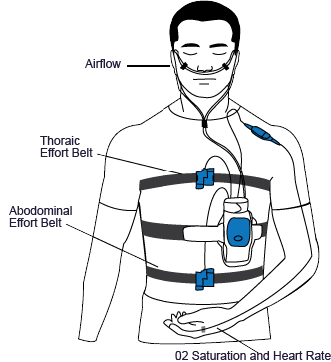 Airflow
Thoracic
Effort Belt
Abodominal
Effort Belt
02 Saturation and Heart Rate